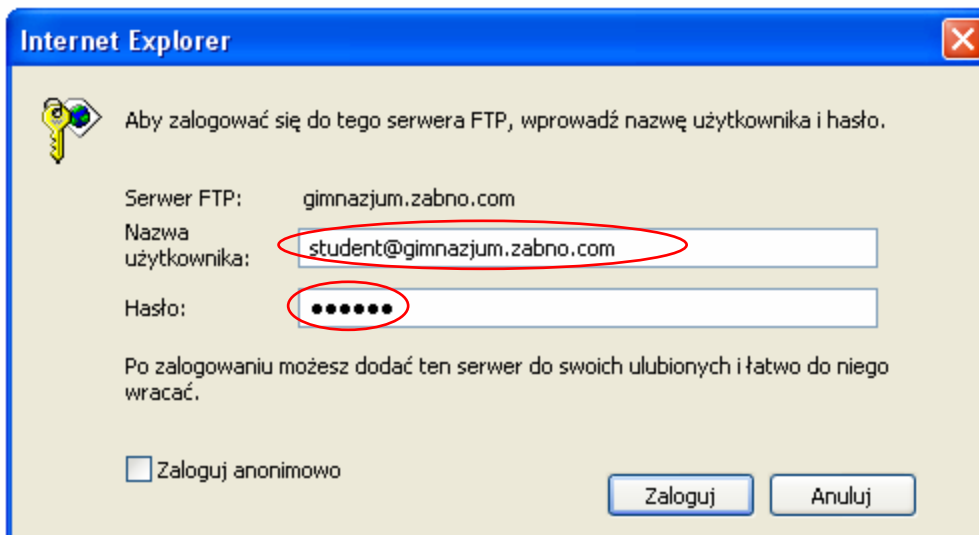 Internet Explorer
Aby zalogować się do tego serwera FTP, wprowadź nazwę użytkownika i hasło.
Serwer FTP: gimnazjum.zabno.com
Nazwa
użytkownika: student@gimnazjum.zabno.com
Hasło: ●●●●●●
Po zalogowaniu możesz dodać ten serwer do swoich ulubionych i łatwo do niego
wracać.
Zaloguj anonimowo
Zaloguj Anuluj